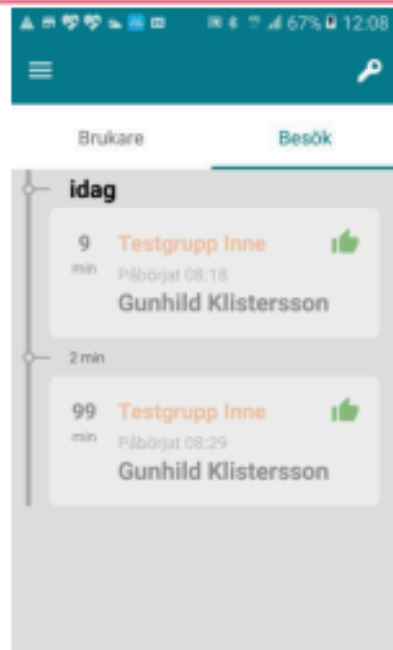 67% 12:08
Brukare Besök
idag
9 Testgrupp Inne
min Påbörjat 08:18
Gunhild Klistersson
2 min
99 Testgrupp Inne
min Påbörjat 08:29
Gunhild Klistersson